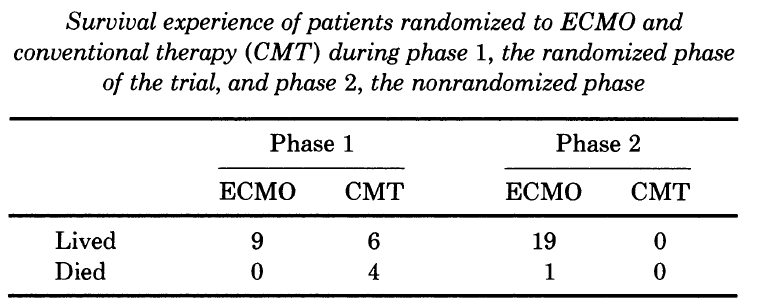 Survival experience of patients randomized to ECMO and
conventional therapy (CMT) during phase 1, the randomized phase
of the trial, and phase 2, the nonrandomized phase
Phase 1 Phase 2
ECMO CMT ECMO CMT
Lived 9 6 19 0
Died 0 4 1 0